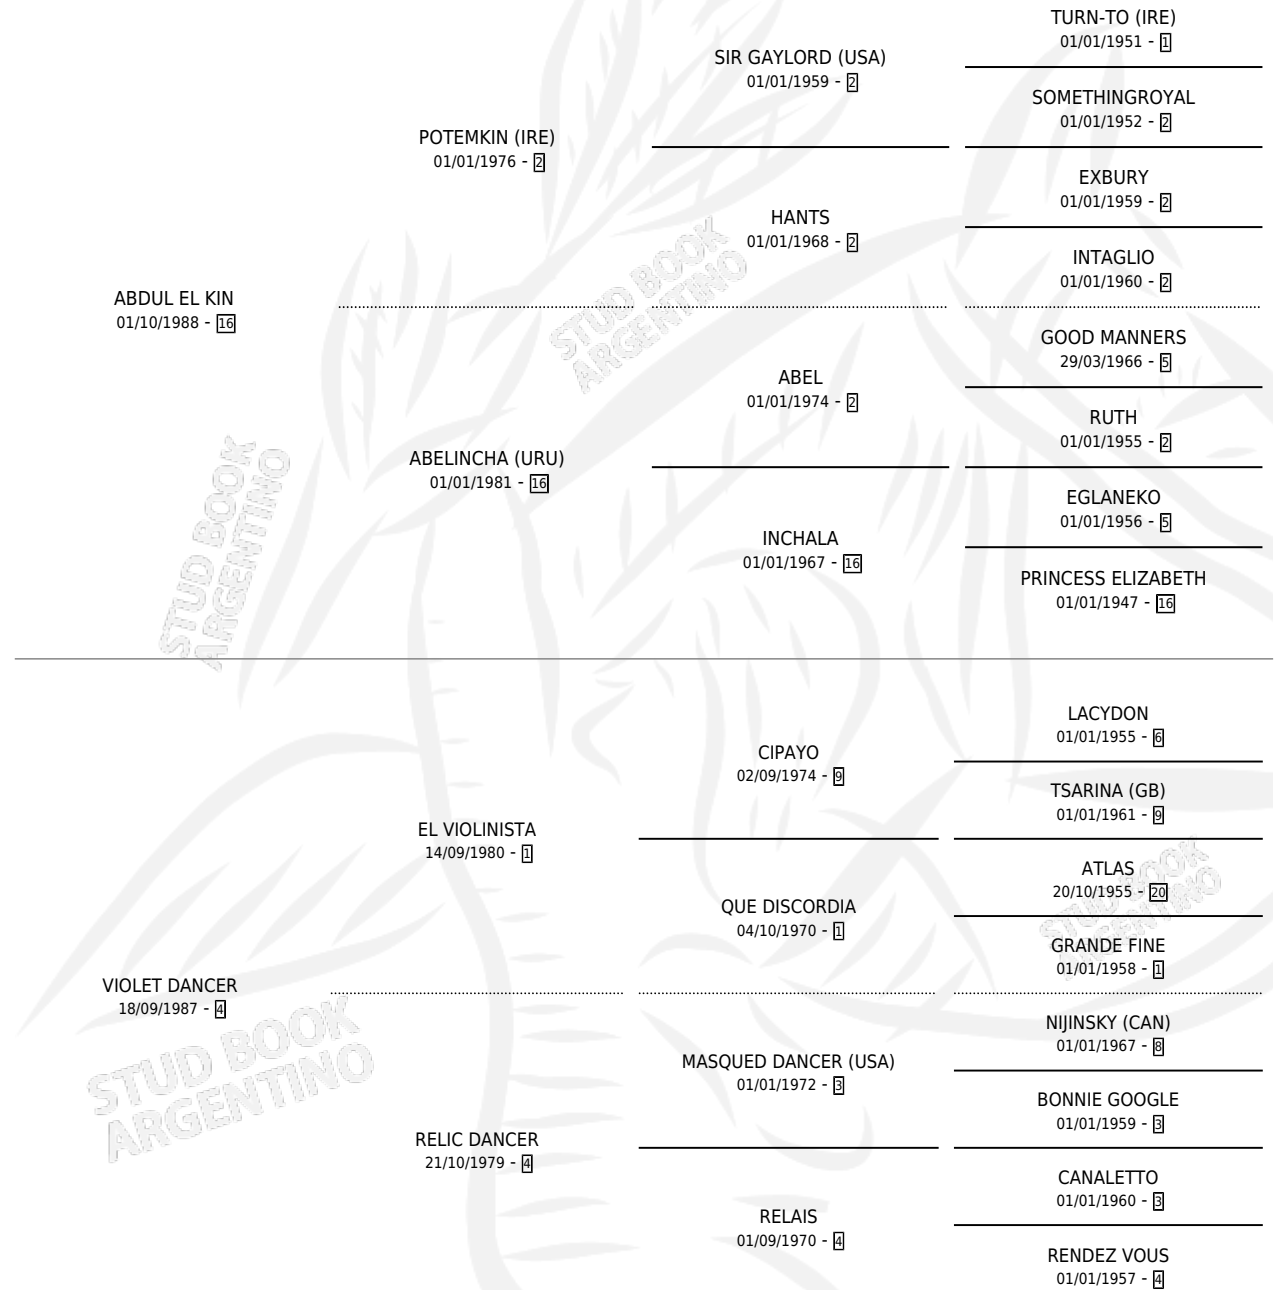 TURN-TO (IRE)
01/01/1951 - 1
SIR GAYLORD (USA)
01/01/1959 - 2
SOMETHINGROYAL
01/01/1952 - 2
POTEMKIN (IRE)
01/01/1976 - 2
EXBURY
01/01/1959 - 2
HANTS
01/01/1968 - 2
INTAGLIO
01/01/1960 - 2
ABDUL EL KIN
01/10/1988 - 16
GOOD MANNERS
29/03/1966 - 5
ABEL
01/01/1974 - 2
RUTH
01/01/1955 - 2
ABELINCHA (URU)
01/01/1981 - 16
EGLANEKO
01/01/1956 - 5
INCHALA
01/01/1967 - 16
PRINCESS ELIZABETH
01/01/1947 - 16
LACYDON
01/01/1955 - 6
CIPAYO
02/09/1974 - 9
TSARINA (GB)
01/01/1961 - 9
EL VIOLINISTA
14/09/1980 - 1
ATLAS
20/10/1955 - 20
QUE DISCORDIA
04/10/1970 - 1
GRANDE FINE
01/01/1958 - 1
VIOLET DANCER
18/09/1987 - 4
NIJINSKY (CAN)
01/01/1967 - 8
MASQUED DANCER (USA)
01/01/1972 - 3
BONNIE GOOGLE
01/01/1959 - 3
RELIC DANCER
21/10/1979 - 4
CANALETTO
01/01/1960 - 3
RELAIS
01/09/1970 - 4
RENDEZ VOUS
01/01/1957 - 4
STUD BOOK
ARGENTINO
STUD BOOK
ARGENTINO
STUD BOOK
ARGENTINO
STUD BOOK
ARGENTINO